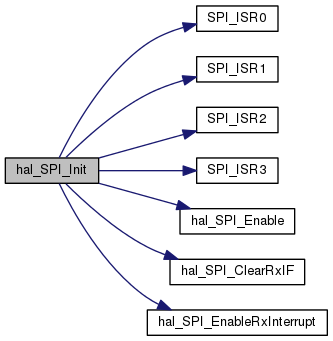 SPI_ISR0
SPI_ISR1
SPI_ISR2
hal_SPI_Init
SPI_ISR3
hal_SPI_Enable
hal_SPI_ClearRxIF
hal_SPI_EnableRxInterrupt